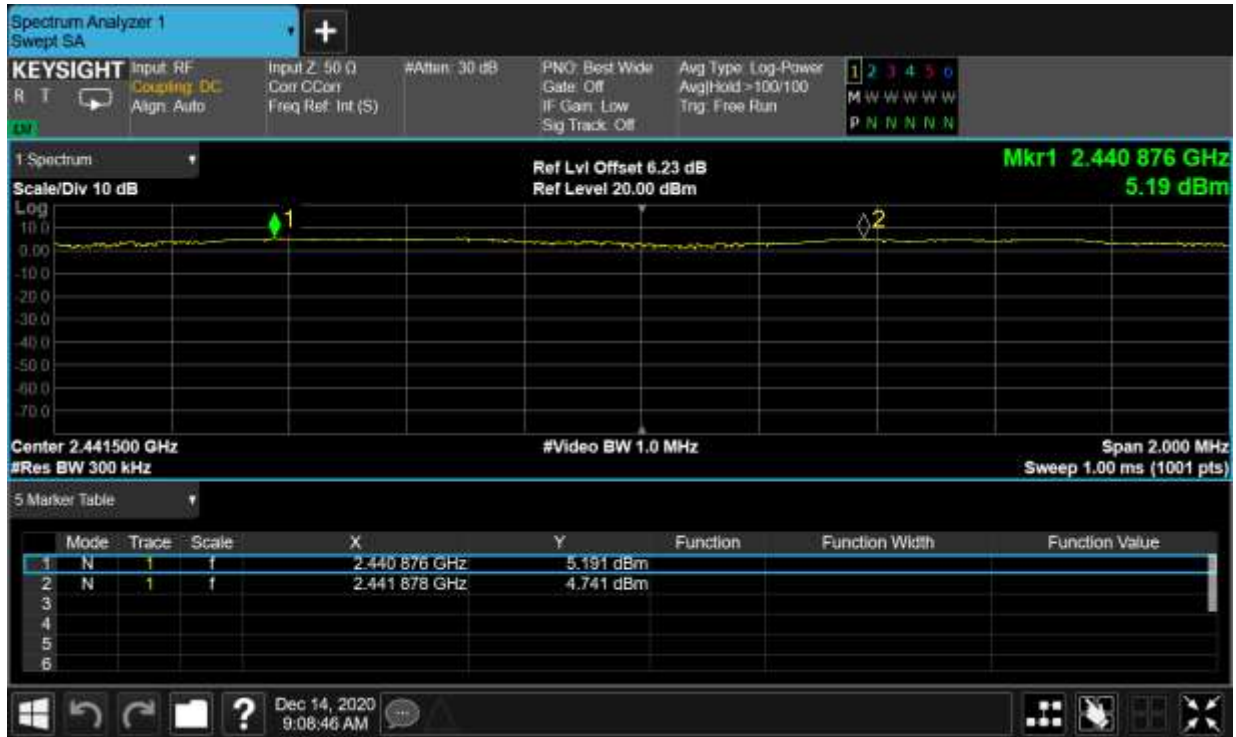 Spectrum Analyzer 1
Swept SA
+
KEYSIGHT Input: RF Input Z: 50 Ω #Atten: 30 dB PNO: Best Wide Avg Type: Log-Power 1 2 3 4 5 6
R T Coupling: DC Corr CCorr Gate: Off Avg|Hold:>100/100 M W W W W W
Align: Auto Freq Ref: Int (S) IF Gain: Low Trig: Free Run
Sig Track: Off P N N N N N
1 Spectrum Ref Lvl Offset 6.23 dB Mkr1 2.440 876 GHz
Scale/Div 10 dB Ref Level 20.00 dBm 5.19 dBm
Log
1 2
10.0
0.00
-10.0
-20.0
-30.0
-40.0
-50.0
-60.0
-70.0
Center 2.441500 GHz #Video BW 1.0 MHz Span 2.000 MHz
#Res BW 300 kHz Sweep 1.00 ms (1001 pts)
5 Marker Table
Mode Trace Scale X Y Function Function Width Function Value
1 N 1 f 2.440 876 GHz 5.191 dBm
2 N 1 f 2.441 878 GHz 4.741 dBm
3
4
5
6
? Dec 14, 2020
9:08:46 AM